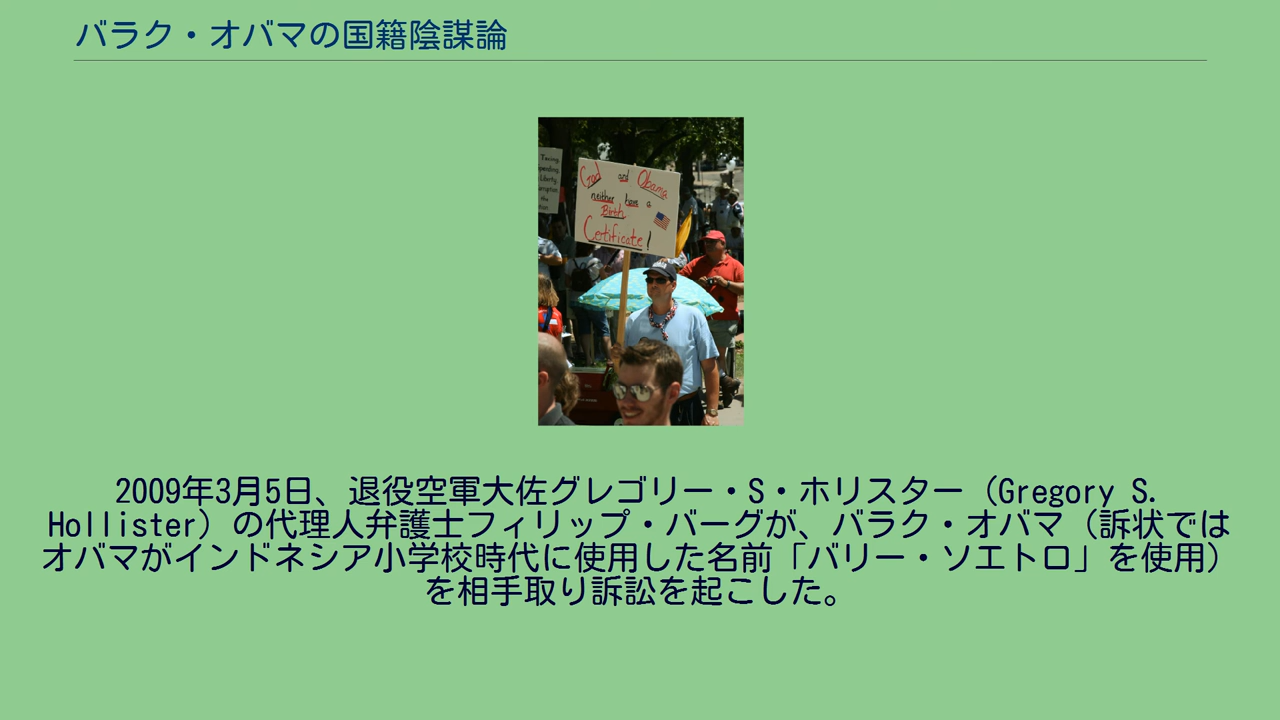 バラク・オバマの国籍陰謀論
Taxing
Liberty
the
God and Obama
neither have a
Birth
Certificate!
2009年3月5日、退役空軍大佐グレゴリー・S・ホリスター（Gregory S.
Hollister）の代理人弁護士フィリップ・バーグが、バラク・オバマ（訴状では
オバマがインドネシア小学校時代に使用した名前「バリー・ソエトロ」を使用）
を相手取り訴訟を起こした。